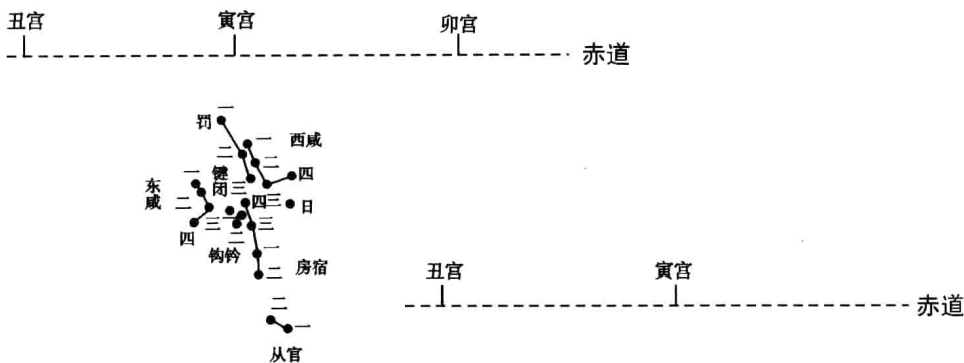 丑宫 寅宫 卯宫
赤道
一
罚
一
西咸
二
二
四
键闭
三
三
日
一
东咸
二
三
四
四
三
一
二
钩钤
一
二
房宿
二
一
从官
丑宫 寅宫
赤道